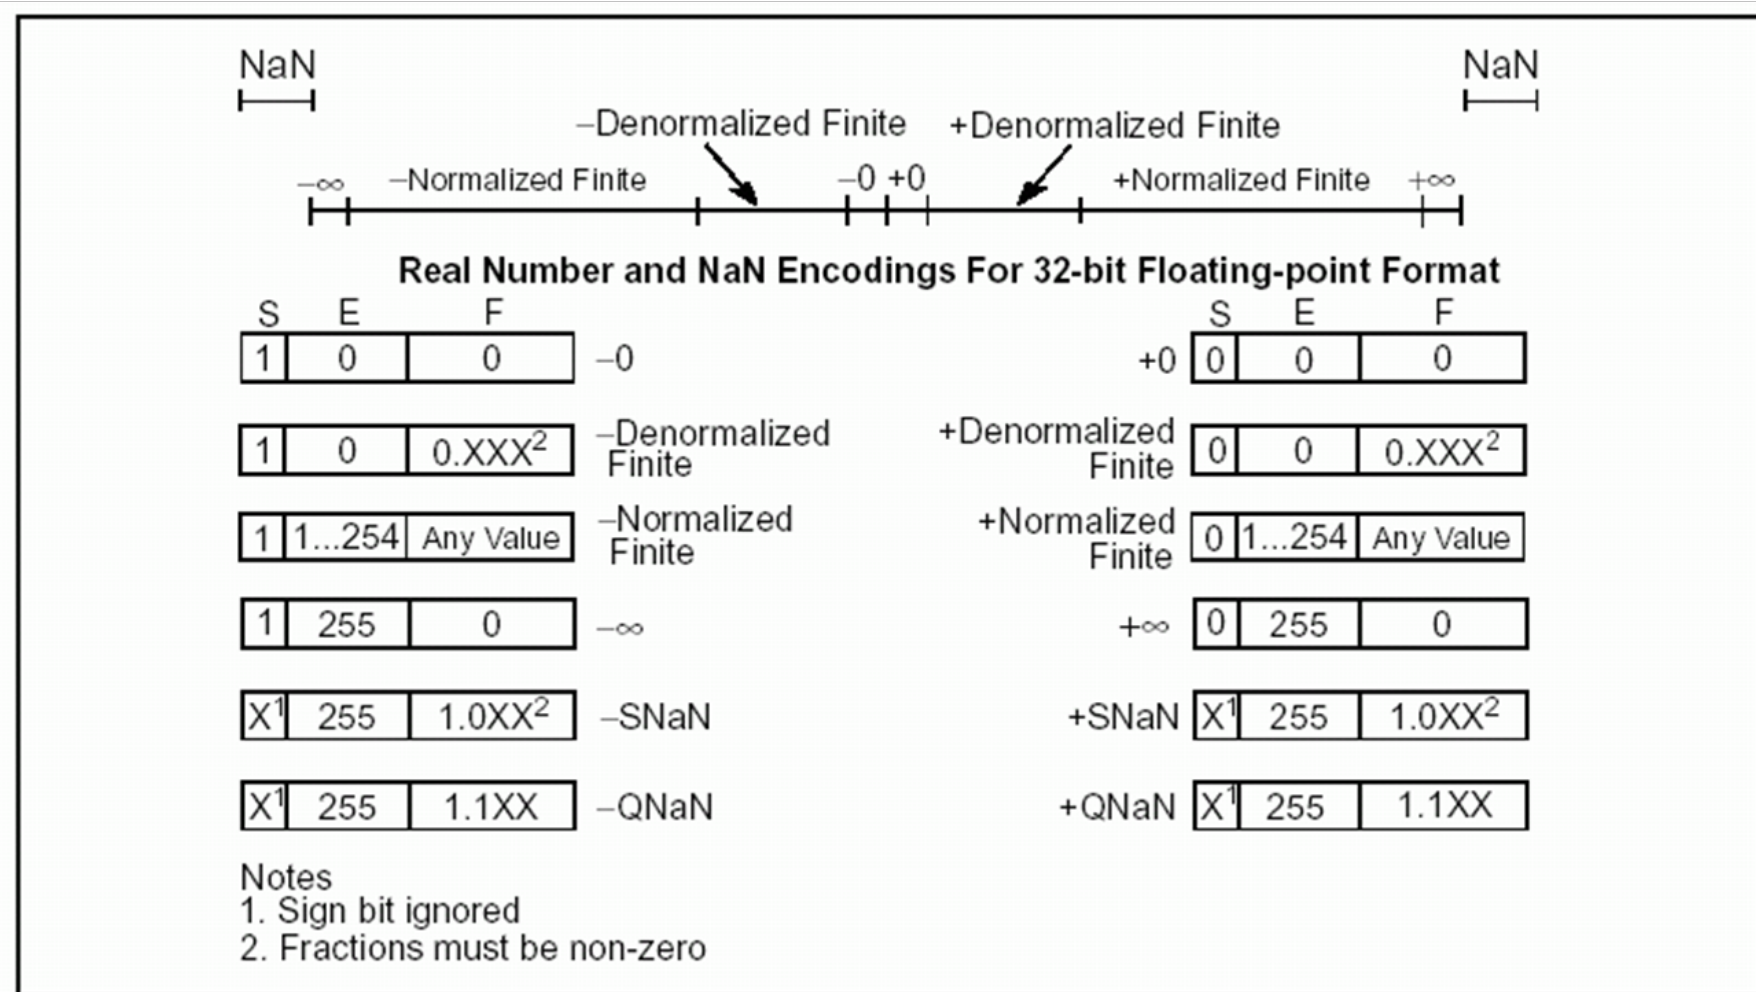 NaN NaN
–Denormalized Finite +Denormalized Finite
–∞ –Normalized Finite –0 +0 +Normalized Finite +∞
Real Number and NaN Encodings For 32-bit Floating-point Format
S E F S E F
1 0 0 –0 +0 0 0 0
1 0 0.XXX² –Denormalized Finite +Denormalized Finite 0 0 0.XXX²
1 1...254 Any Value –Normalized Finite +Normalized Finite 0 1...254 Any Value
1 255 0 –∞ +∞ 0 255 0
X¹ 255 1.0XX² –SNaN +SNaN X¹ 255 1.0XX²
X¹ 255 1.1XX –QNaN +QNaN X¹ 255 1.1XX
Notes
1. Sign bit ignored
2. Fractions must be non-zero